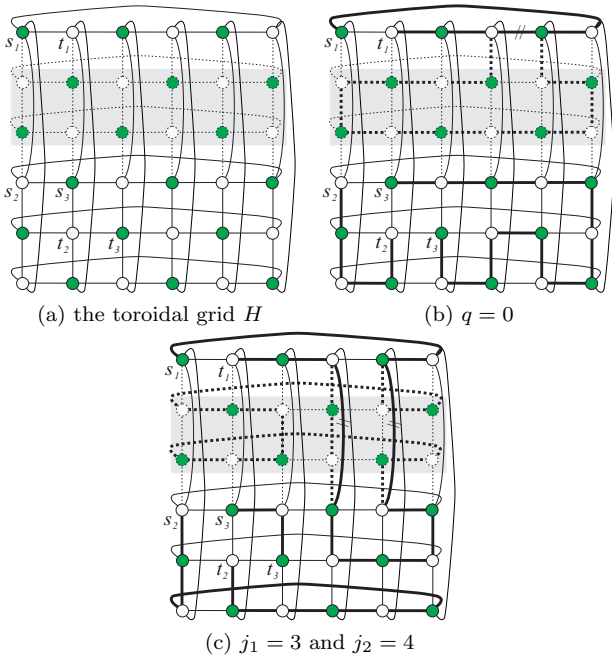 s₁ t₁
s₂ s₃
t₂ t₃
(a) the toroidal grid H
s₁ t₁ //
s₂ s₃
t₂ t₃
(b) q = 0
s₁ t₁
s₂ s₃
t₂ t₃
(c) j₁ = 3 and j₂ = 4